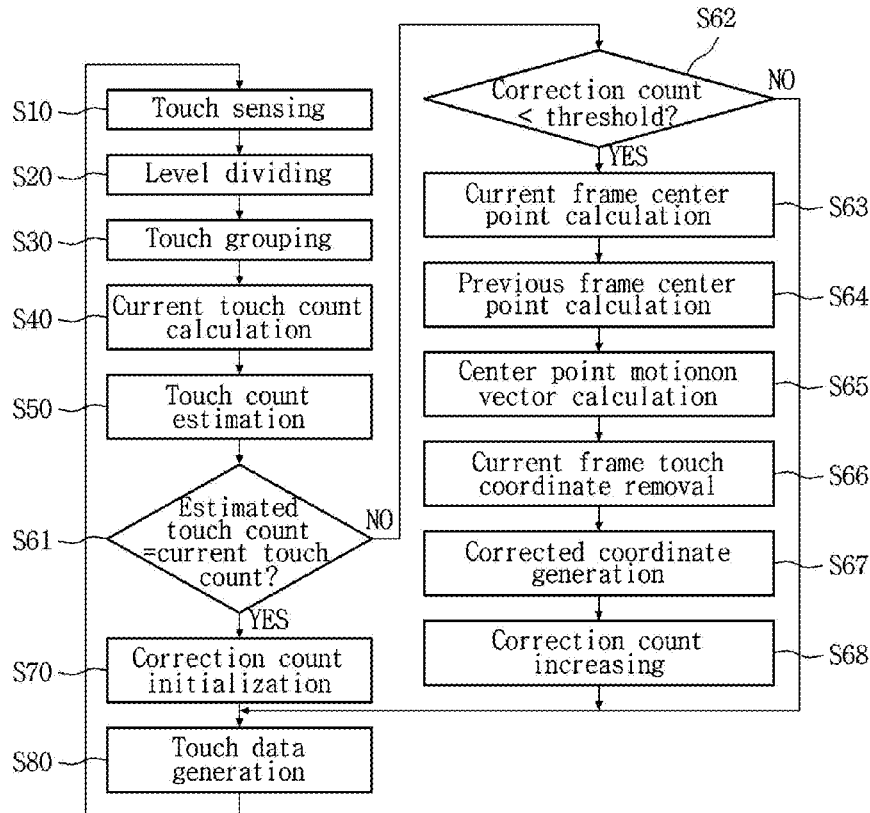 S10
Touch sensing
S20
Level dividing
S30
Touch grouping
S40
Current touch count
calculation
S50
Touch count
estimation
S61
Estimated
touch count
=current touch
count?
NO
YES
S70
Correction count
initialization
S80
Touch data
generation
S62
Correction count
< threshold?
NO
YES
Current frame center
point calculation
S63
Previous frame center
point calculation
S64
Center point motionon
vector calculation
S65
Current frame touch
coordinate removal
S66
Corrected coordinate
generation
S67
Correction count
increasing
S68